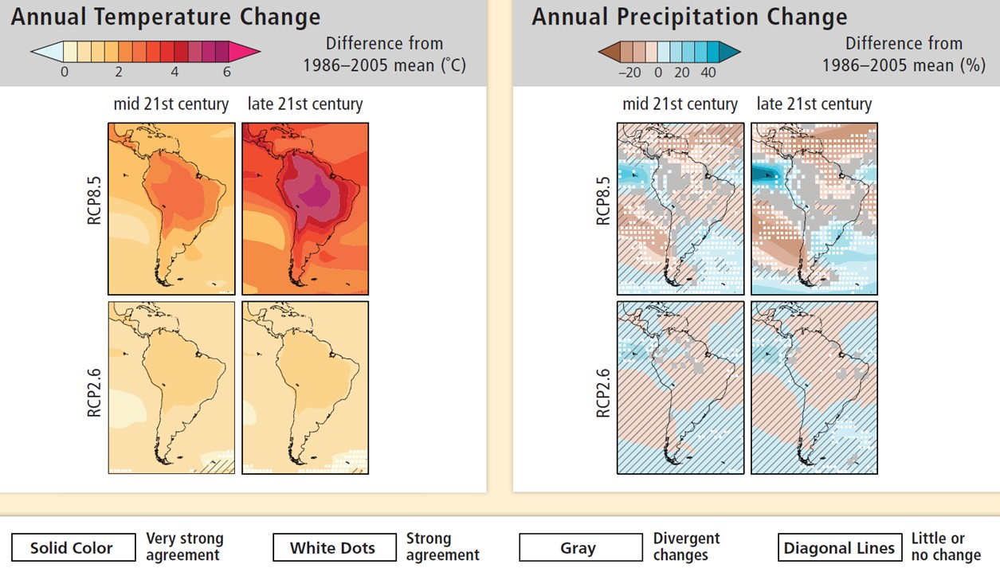 Annual Temperature Change
0 2 4 6
Difference from
1986–2005 mean (˚C)
mid 21st century
late 21st century
RCP8.5
RCP2.6
Annual Precipitation Change
–20 0 20 40
Difference from
1986–2005 mean (%)
mid 21st century
late 21st century
RCP8.5
RCP2.6
Solid Color
Very strong
agreement
White Dots
Strong
agreement
Gray
Divergent
changes
Diagonal Lines
Little or
no change